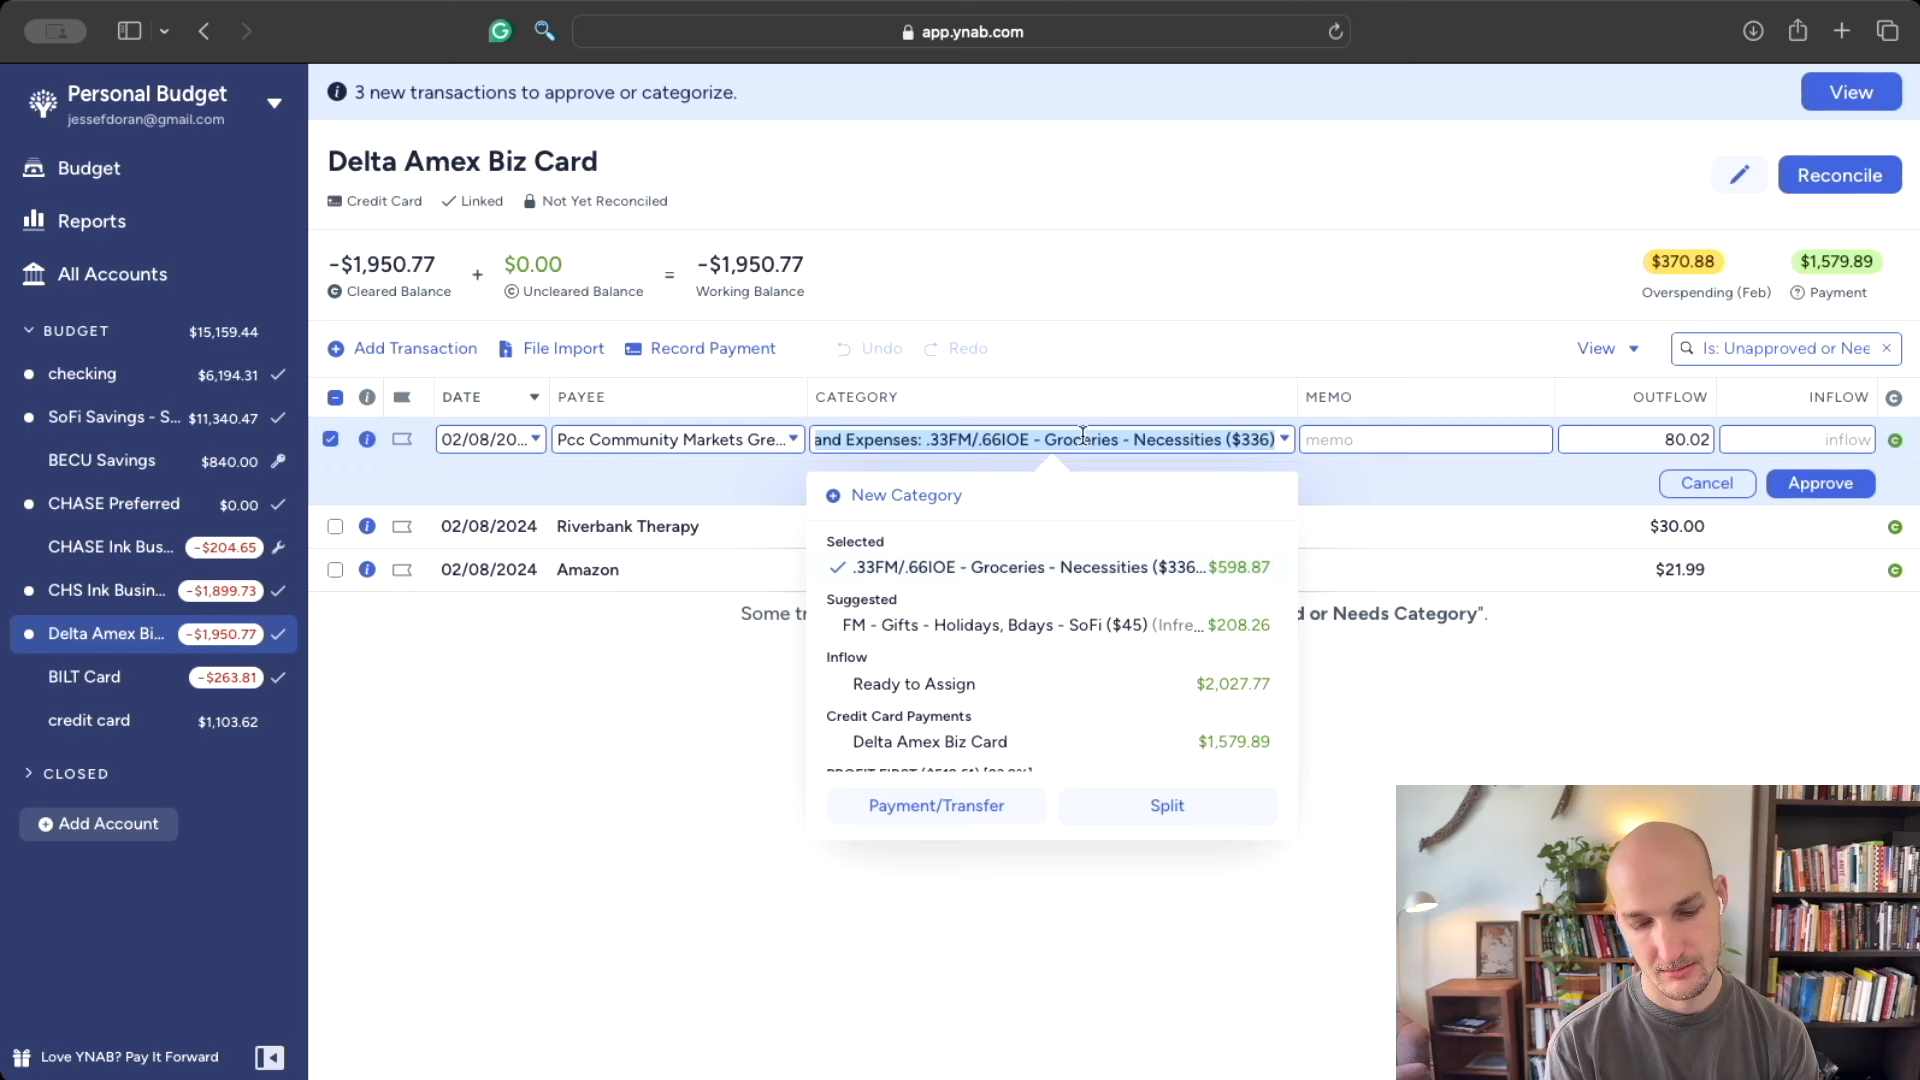 app.ynab.com
Personal Budget
jessefdoran@gmail.com
Budget
Reports
All Accounts
BUDGET $15,159.44
checking $6,194.31
SoFi Savings - S... $11,340.47
BECU Savings $840.00
CHASE Preferred $0.00
CHASE Ink Bus... -$204.65
CHS Ink Busin... -$1,899.73
Delta Amex Bi... -$1,950.77
BILT Card -$263.81
credit card $1,103.62
CLOSED
Add Account
Love YNAB? Pay It Forward
3 new transactions to approve or categorize.
View
Delta Amex Biz Card
Credit Card Linked Not Yet Reconciled
Reconcile
-$1,950.77 + $0.00 = -$1,950.77
Cleared Balance Uncleared Balance Working Balance
$370.88 $1,579.89
Overspending (Feb) Payment
Add Transaction File Import Record Payment Undo Redo View Is: Unapproved or Nee
DATE PAYEE CATEGORY MEMO OUTFLOW INFLOW
02/08/20... Pcc Community Markets Gre... and Expenses: .33FM/.66IOE - Groceries - Necessities ($336) memo 80.02 inflow
Cancel Approve
02/08/2024 Riverbank Therapy $30.00
02/08/2024 Amazon $21.99
Some tr
d or Needs Category".
New Category
Selected
.33FM/.66IOE - Groceries - Necessities ($336... $598.87
Suggested
FM - Gifts - Holidays, Bdays - SoFi ($45) (Infre... $208.26
Inflow
Ready to Assign $2,027.77
Credit Card Payments
Delta Amex Biz Card $1,579.89
Payment/Transfer Split